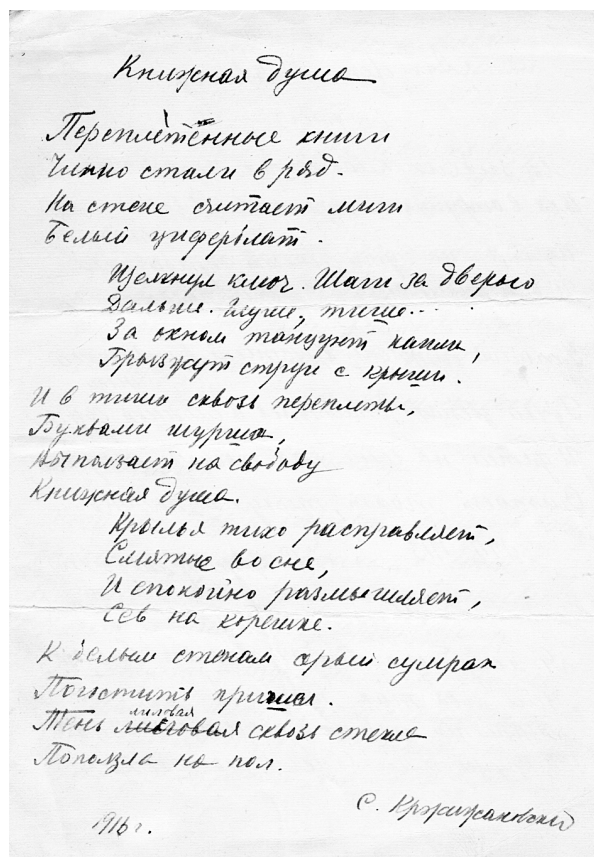 Книжная душа
Переплётённые книги
Чинно стали в ряд.
На стене считает миги
Белый циферблат.
Щелкнул ключ. Шаги за дверью
Дальше. Глуше, тише...
За окном танцуют капли,
Брызжут струи с крыши.
И в тиши сквозь переплеты,
Буквами шурша,
Выползает на свободу
Книжная душа.
Крылья тихо расправляет,
Смятые во сне,
И спокойно размышляет,
Сев на корешке.
К белым стенам серый сумрак
Погостить пришел.
Тень лиловая сквозь стекла
Поползла на пол.
С. Кржижановский
1916 г.